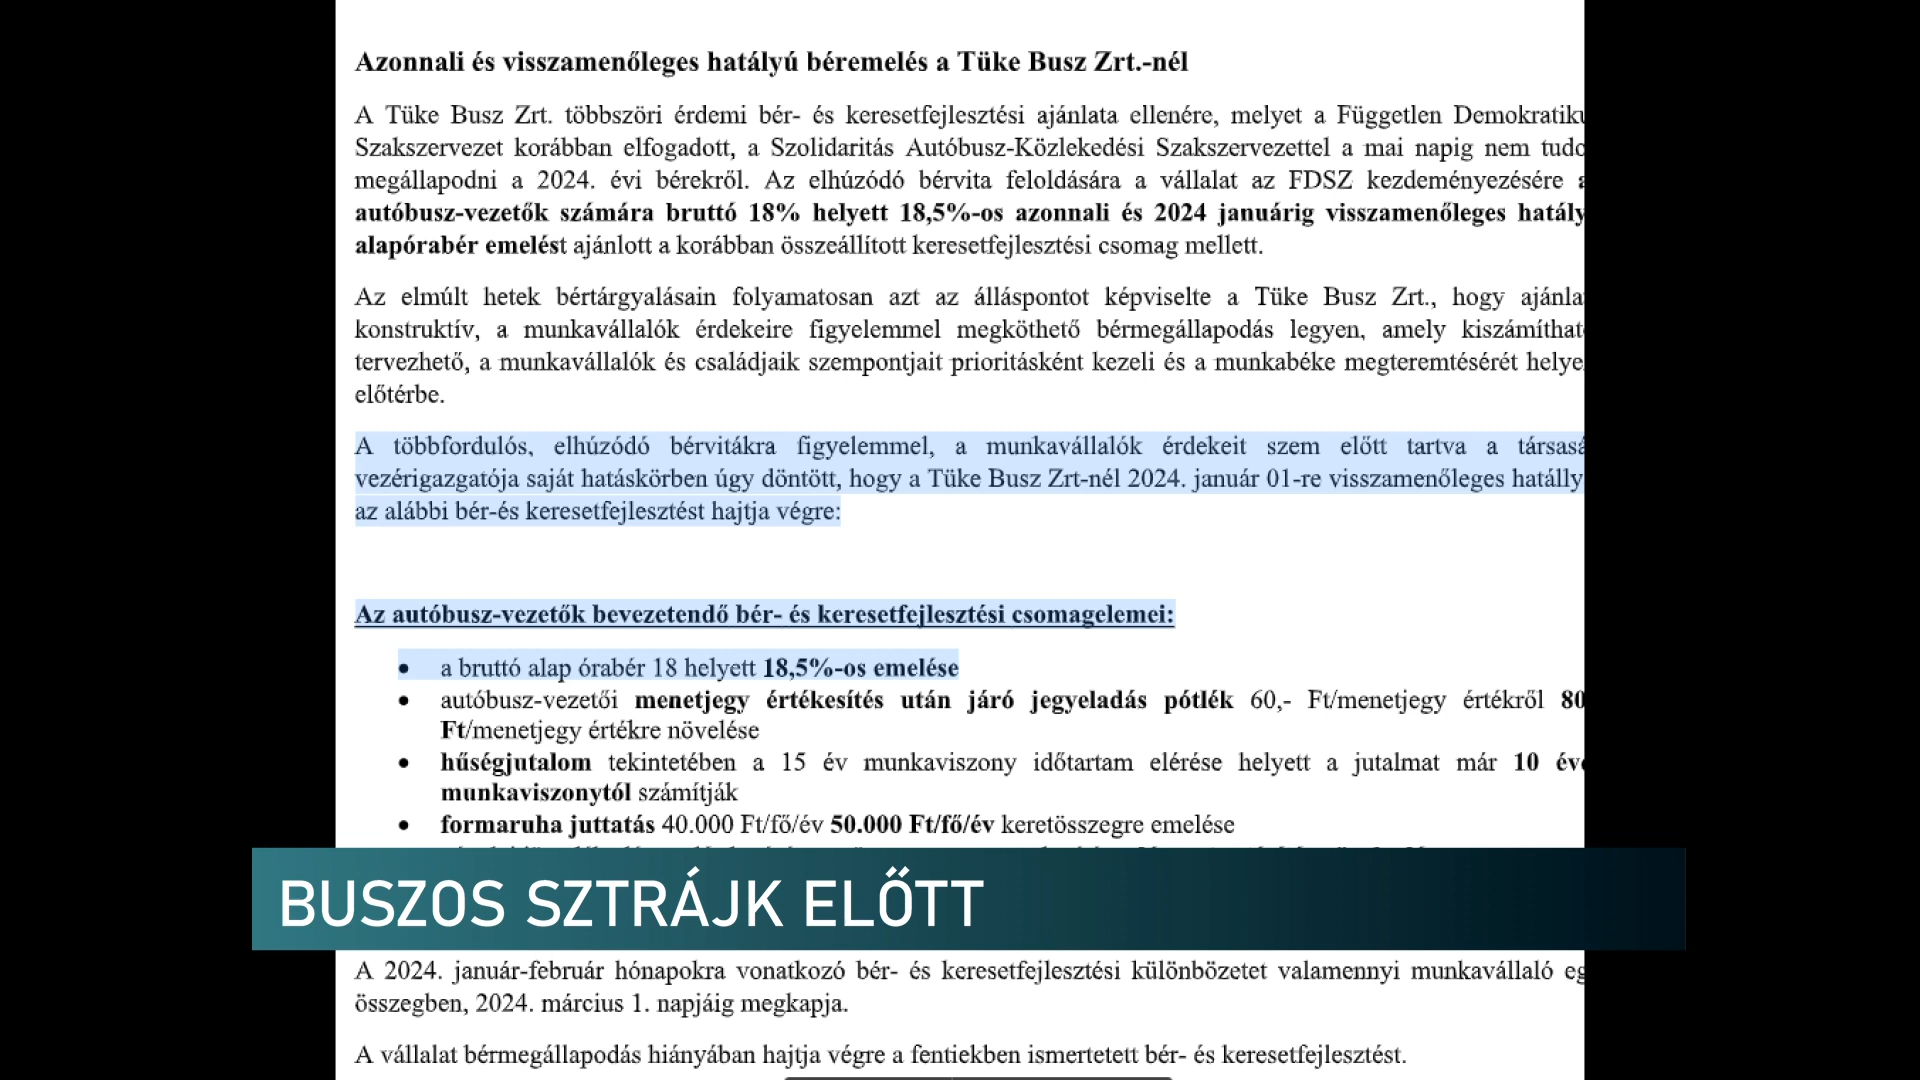 Azonnali és visszamenőleges hatályú béremelés a Tüke Busz Zrt.-nél
A Tüke Busz Zrt. többszöri érdemi bér- és keresetfejlesztési ajánlata ellenére, melyet a Független Demokratiku
Szakszervezet korábban elfogadott, a Szolidaritás Autóbusz-Közlekedési Szakszervezettel a mai napig nem tudo
megállapodni a 2024. évi bérekről. Az elhúzódó bérvita feloldására a vállalat az FDSZ kezdeményezésére a
autóbusz-vezetők számára bruttó 18% helyett 18,5%-os azonnali és 2024 januárig visszamenőleges hatály
alapórabér emelést ajánlott a korábban összeállított keresetfejlesztési csomag mellett.
Az elmúlt hetek bértárgyalásain folyamatosan azt az álláspontot képviselte a Tüke Busz Zrt., hogy ajánla
konstruktív, a munkavállalók érdekeire figyelemmel megköthető bérmegállapodás legyen, amely kiszámítható
tervezhető, a munkavállalók és családjaik szempontjait prioritásként kezeli és a munkabéke megteremtésérét helye
előtérbe.
A többfordulós, elhúzódó bérvitákra figyelemmel, a munkavállalók érdekeit szem előtt tartva a társasá
vezérigazgatója saját hatáskörben úgy döntött, hogy a Tüke Busz Zrt-nél 2024. január 01-re visszamenőleges hatálly
az alábbi bér-és keresetfejlesztést hajtja végre:
Az autóbusz-vezetők bevezetendő bér- és keresetfejlesztési csomagelemei:
• a bruttó alap órabér 18 helyett 18,5%-os emelése
• autóbusz-vezetői menetjegy értékesítés után járó jegyeladás pótlék 60,- Ft/menetjegy értékről 80
Ft/menetjegy értékre növelése
• hűségjutalom tekintetében a 15 év munkaviszony időtartam elérése helyett a jutalmat már 10 éve
munkaviszonytól számítják
• formaruha juttatás 40.000 Ft/fő/év 50.000 Ft/fő/év keretösszegre emelése
BUSZOS SZTRÁJK ELŐTT
A 2024. január-február hónapokra vonatkozó bér- és keresetfejlesztési különbözetet valamennyi munkavállaló eg
összegben, 2024. március 1. napjáig megkapja.
A vállalat bérmegállapodás hiányában hajtja végre a fentiekben ismertetett bér- és keresetfejlesztést.